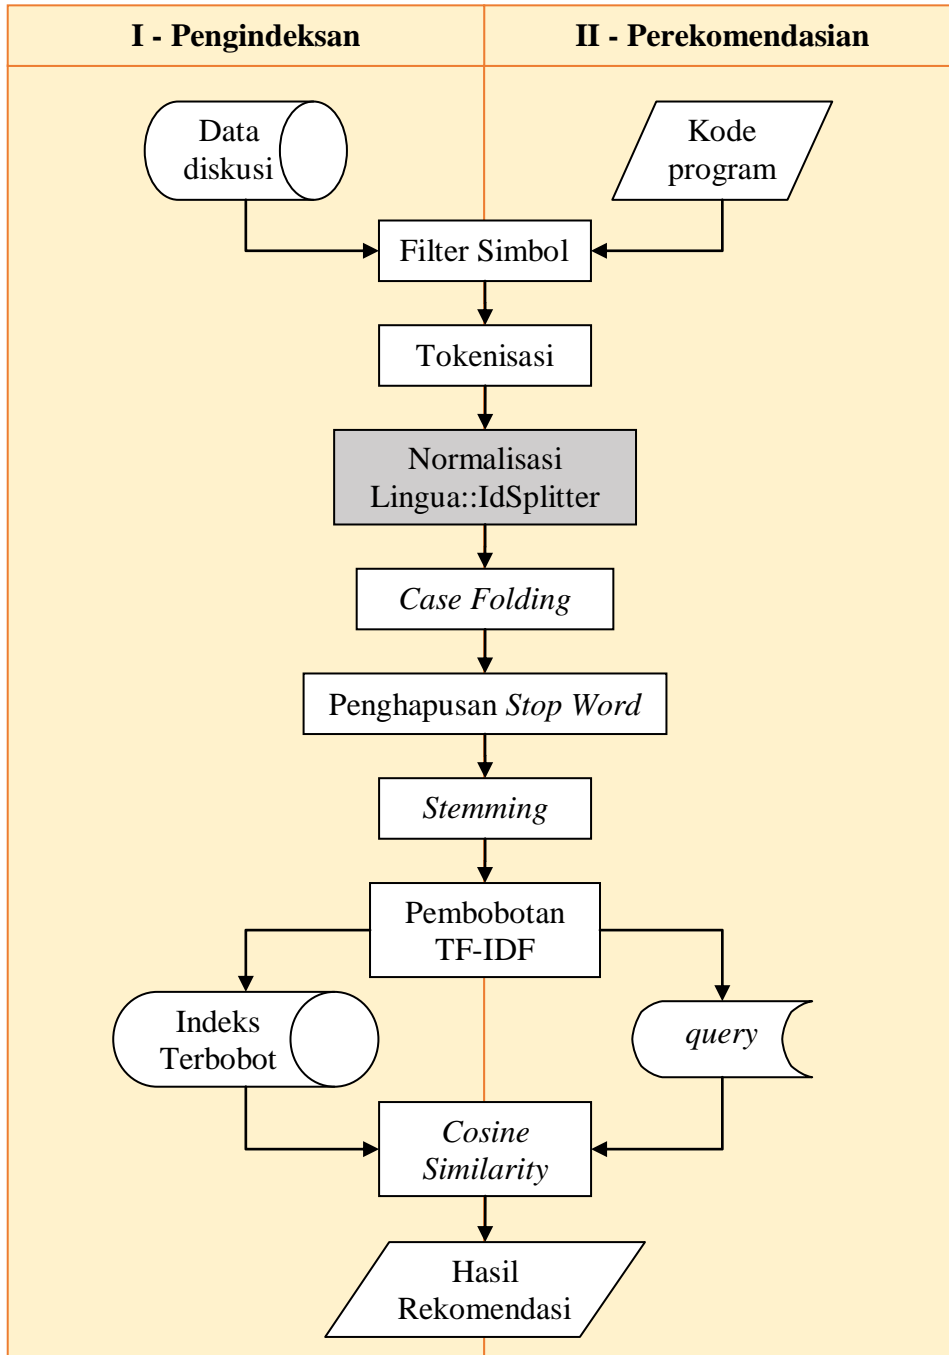 I - Pengindeksan
II - Perekomendasian
Data
diskusi
Kode
program
Filter Simbol
Tokenisasi
Normalisasi
Lingua::IdSplitter
Case Folding
Penghapusan Stop Word
Stemming
Pembobotan
TF-IDF
Indeks
Terbobot
query
Cosine
Similarity
Hasil
Rekomendasi